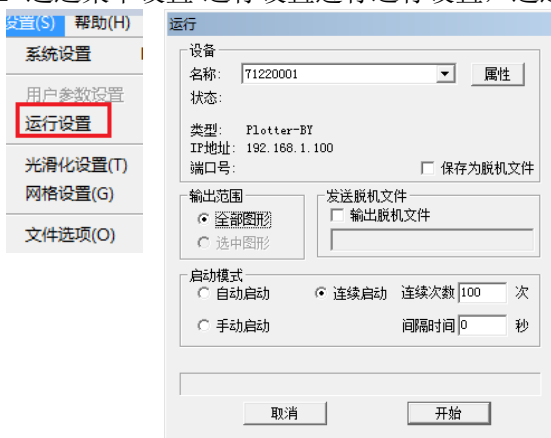 设置(S) 帮助(H)
系统设置
用户参数设置
运行设置
光滑化设置(T)
网格设置(G)
文件选项(O)
运行
设备
名称: 71220001 属性
状态:
类型: Plotter-BY
IP地址: 192.168.1.100
端口号: 保存为脱机文件
输出范围
全部图形
选中图形
发送脱机文件
输出脱机文件
启动模式
自动启动 连续启动 连续次数 100 次
手动启动 间隔时间 0 秒
取消 开始